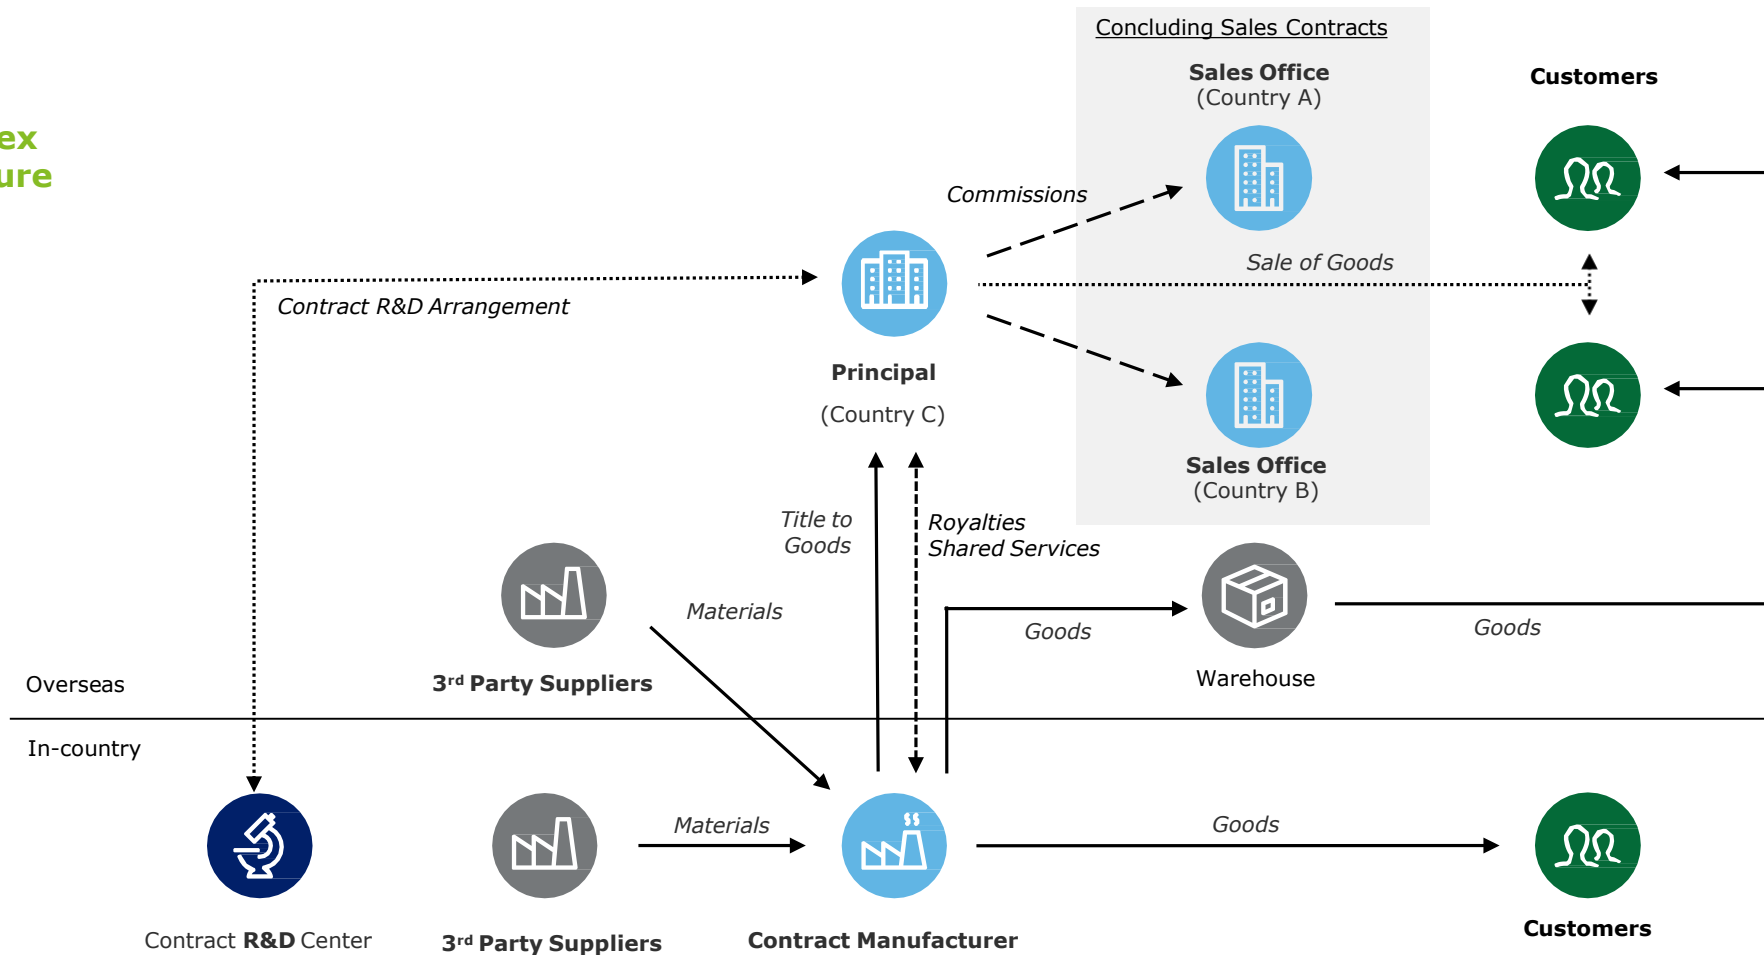 ex
ure
Concluding Sales Contracts
Sales Office
(Country A)
Customers
Commissions
Sale of Goods
Contract R&D Arrangement
Principal
(Country C)
Sales Office
(Country B)
Title to
Goods
Royalties
Shared Services
Materials
Goods
Goods
3rd Party Suppliers
Warehouse
Overseas
In-country
Materials
Goods
Contract R&D Center
3rd Party Suppliers
Contract Manufacturer
Customers